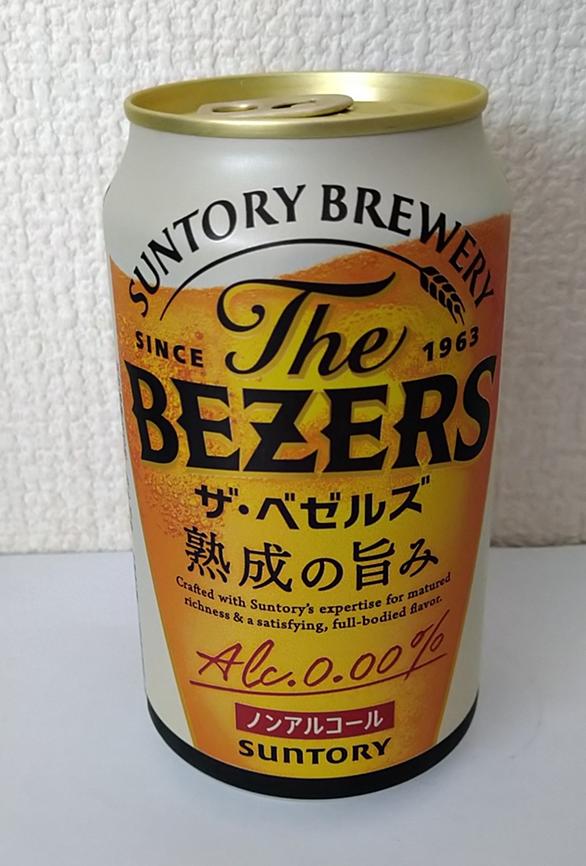 SUNTORY BREWERY
The
SINCE 1963
BEZERS
ザ・ベゼルズ
熟成の旨み
Crafted with Suntory's expertise for matured
richness & a satisfying, full-bodied flavor.
Alc.0.00%
ノンアルコール
SUNTORY